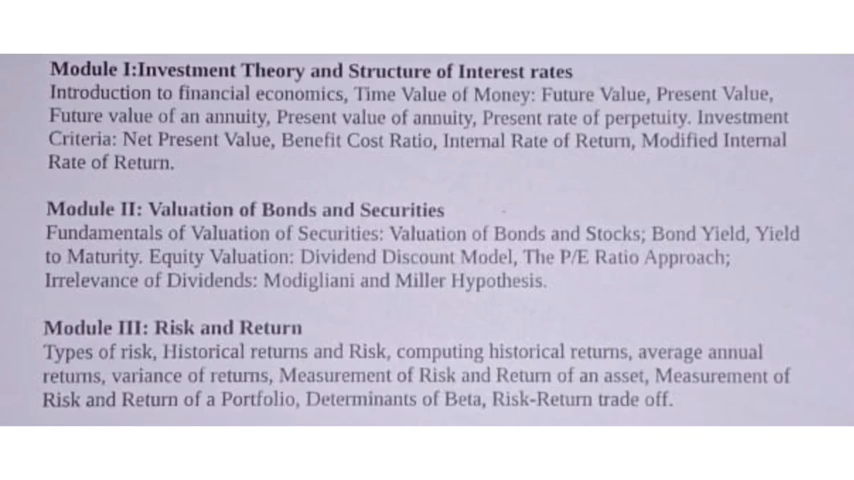 Module I:Investment Theory and Structure of Interest rates
Introduction to financial economics, Time Value of Money: Future Value, Present Value,
Future value of an annuity, Present value of annuity, Present rate of perpetuity. Investment
Criteria: Net Present Value, Benefit Cost Ratio, Internal Rate of Return, Modified Internal
Rate of Return.
Module II: Valuation of Bonds and Securities
Fundamentals of Valuation of Securities: Valuation of Bonds and Stocks; Bond Yield, Yield
to Maturity. Equity Valuation: Dividend Discount Model, The P/E Ratio Approach;
Irrelevance of Dividends: Modigliani and Miller Hypothesis.
Module III: Risk and Return
Types of risk, Historical returns and Risk, computing historical returns, average annual
returns, variance of returns, Measurement of Risk and Return of an asset, Measurement of
Risk and Return of a Portfolio, Determinants of Beta, Risk-Return trade off.